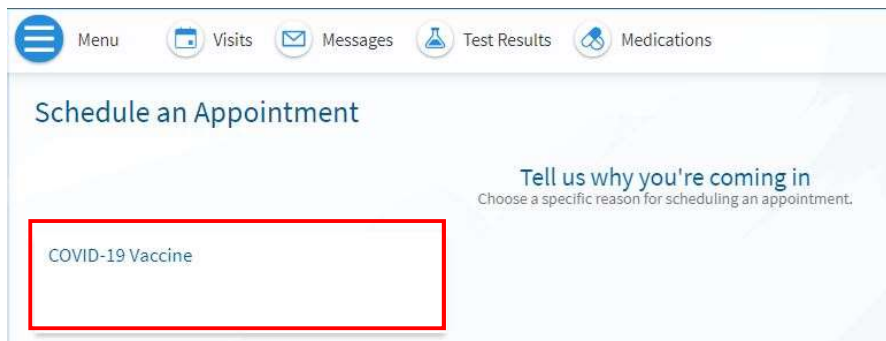 Menu Visits Messages Test Results Medications
Schedule an Appointment
Tell us why you're coming in
Choose a specific reason for scheduling an appointment.
COVID-19 Vaccine